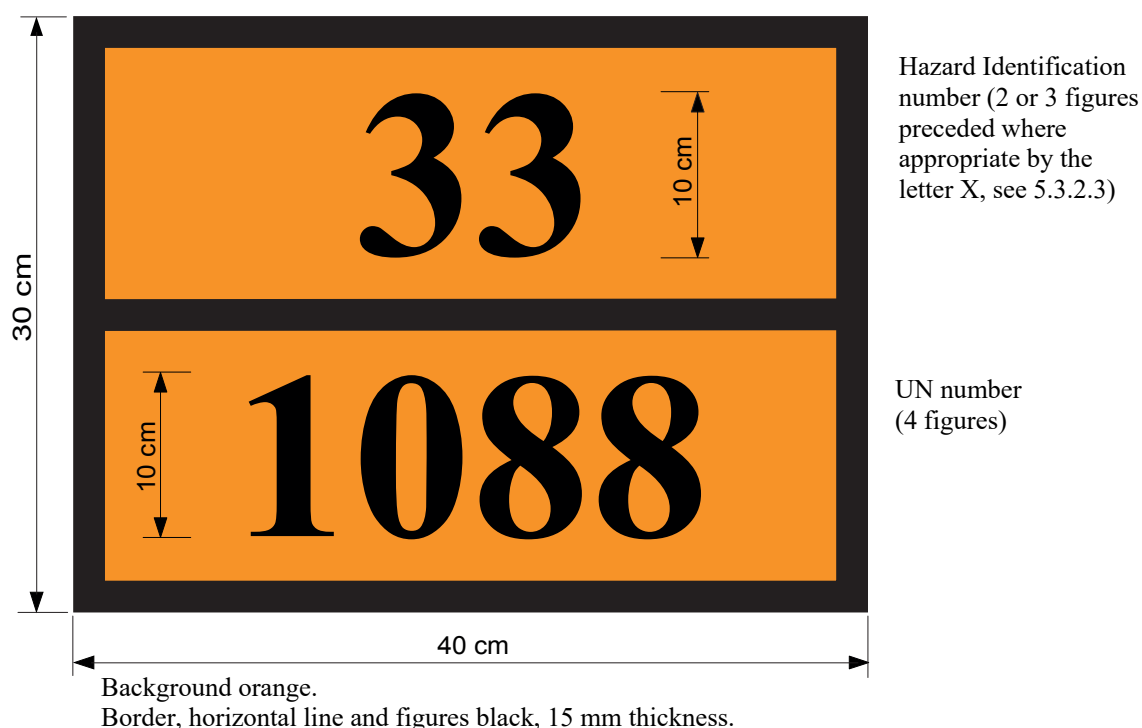 33
10 cm
Hazard Identification
number (2 or 3 figures
preceded where
appropriate by the
letter X, see 5.3.2.3)
30 cm
1088
10 cm
UN number
(4 figures)
40 cm
Background orange.
Border, horizontal line and figures black, 15 mm thickness.